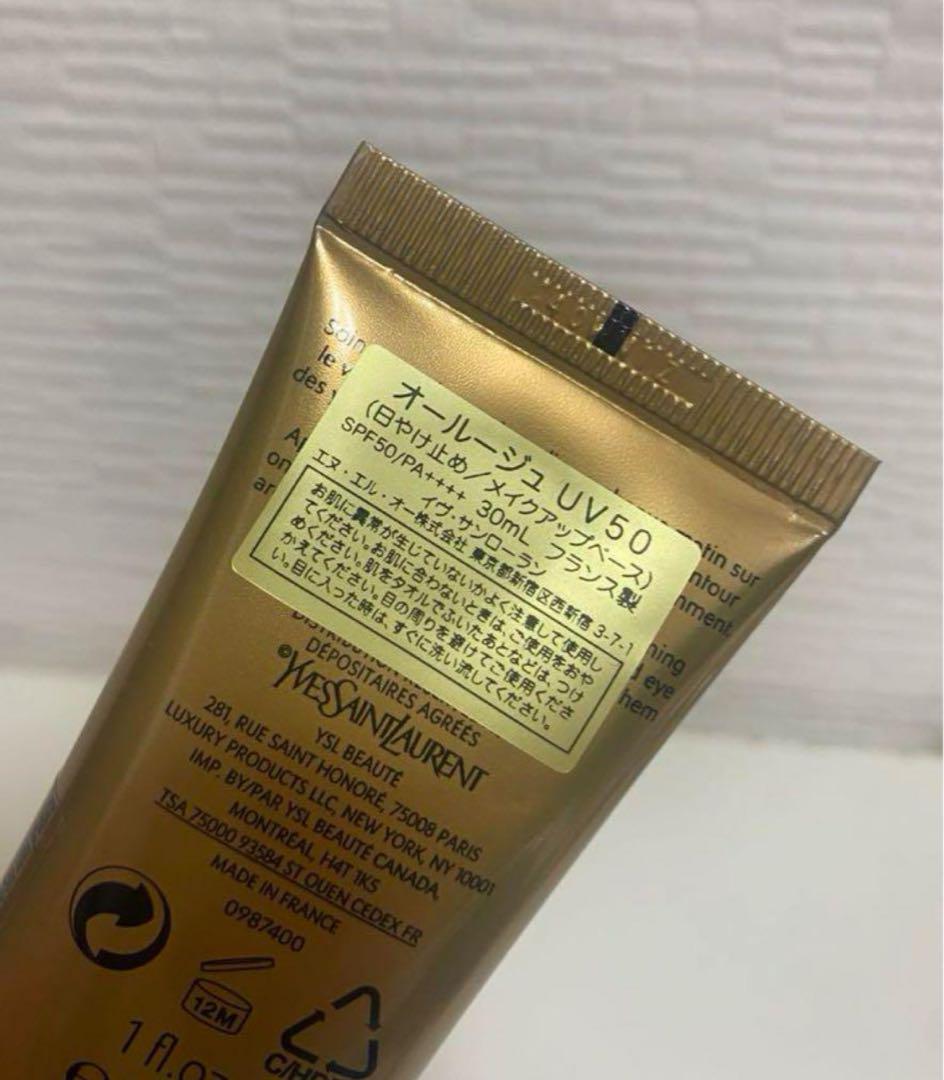 Soin
le
des
オールージュ UV50
(日やけ止め/メイクアップベース)
SPF50/PA++++ 30mL フランス製
イヴ・サンローラン
エヌ・エル・オー株式会社 東京都新宿区西新宿 3-7-1
お肌に異常が生じていないかよく注意して使用し
てください。お肌に合わないときは、ご使用をおや
めください。肌をタオルでふいたあとなどは、つけ
かえてください。目の周りを避けてご使用くださ
い。目に入った時は、すぐに洗い流してください。
sur
eye
DÉPOSITAIRES AGRÉÉS
©YVESSAINTLAURENT
YSL BEAUTÉ
281, RUE SAINT HONORÉ, 75008 PARIS
LUXURY PRODUCTS LLC, NEW YORK, NY 10001
IMP. BY/PAR YSL BEAUTÉ CANADA,
MONTRÉAL, H4T 1K5
TSA 75000 93584 ST OUEN CEDEX FR
MADE IN FRANCE
0987400
12M
1 fl.oz